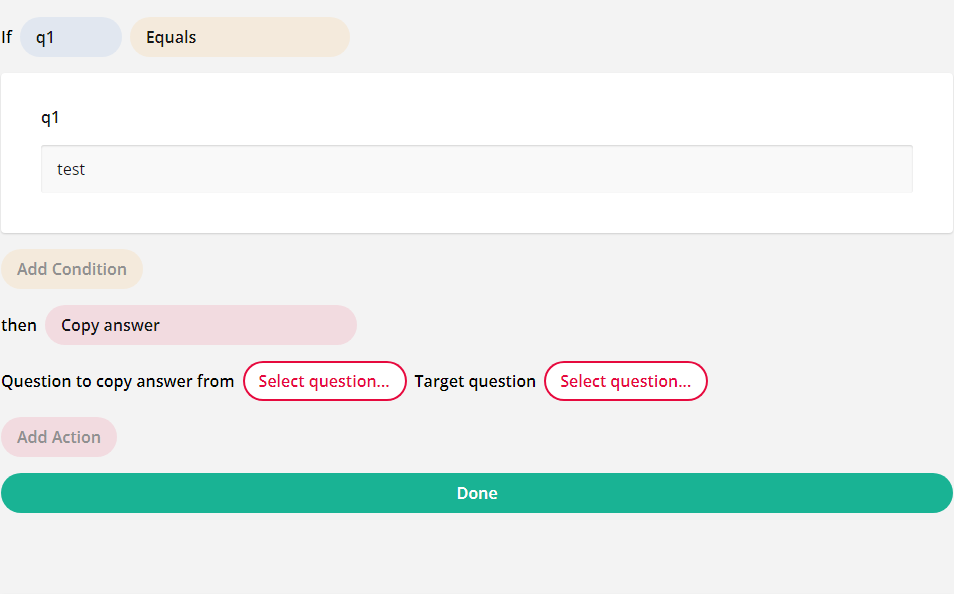 If q1 Equals
q1
test
Add Condition
then Copy answer
Question to copy answer from Select question... Target question Select question...
Add Action
Done